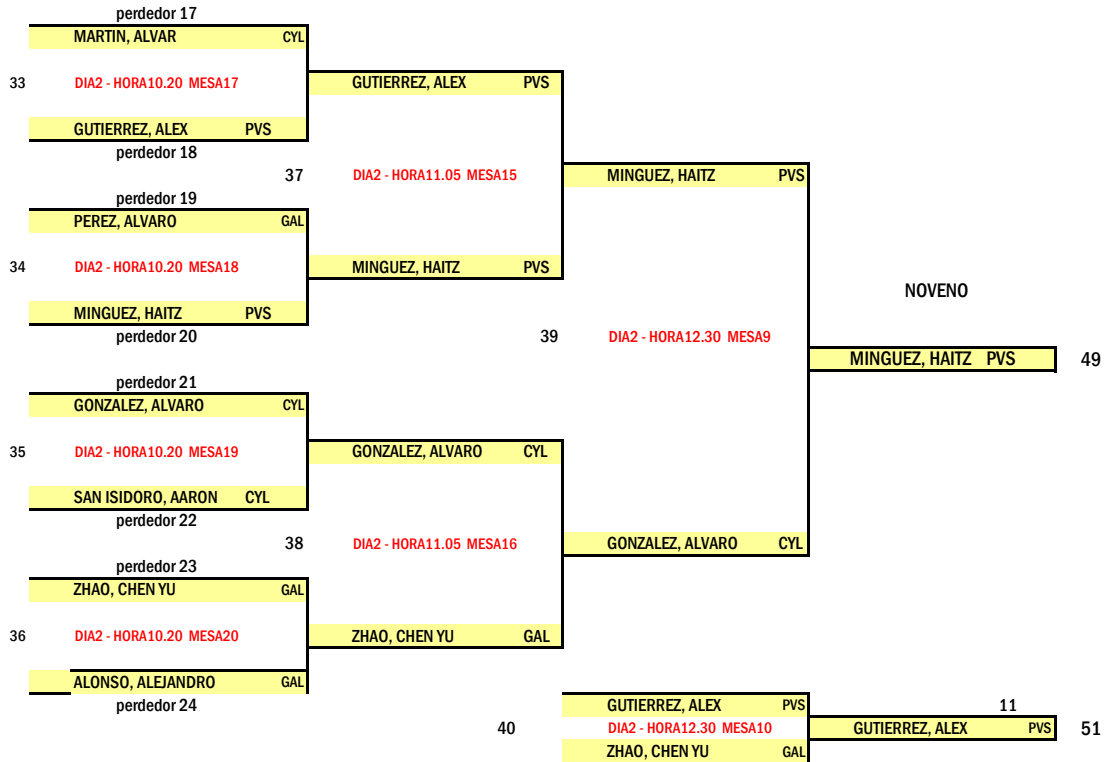 perdedor 17
MARTIN, ALVAR CYL
33 DIA2 - HORA10.20 MESA17
GUTIERREZ, ALEX PVS
GUTIERREZ, ALEX PVS
perdedor 18
37 DIA2 - HORA11.05 MESA15
MINGUEZ, HAITZ PVS
perdedor 19
PEREZ, ALVARO GAL
34 DIA2 - HORA10.20 MESA18
MINGUEZ, HAITZ PVS
NOVENO
MINGUEZ, HAITZ PVS
perdedor 20
39 DIA2 - HORA12.30 MESA9
MINGUEZ, HAITZ PVS 49
perdedor 21
GONZALEZ, ALVARO CYL
35 DIA2 - HORA10.20 MESA19
GONZALEZ, ALVARO CYL
SAN ISIDORO, AARON CYL
perdedor 22
38 DIA2 - HORA11.05 MESA16
GONZALEZ, ALVARO CYL
perdedor 23
ZHAO, CHEN YU GAL
36 DIA2 - HORA10.20 MESA20
ZHAO, CHEN YU GAL
ALONSO, ALEJANDRO GAL
perdedor 24
GUTIERREZ, ALEX PVS 11
40 DIA2 - HORA12.30 MESA10
GUTIERREZ, ALEX PVS 51
ZHAO, CHEN YU GAL